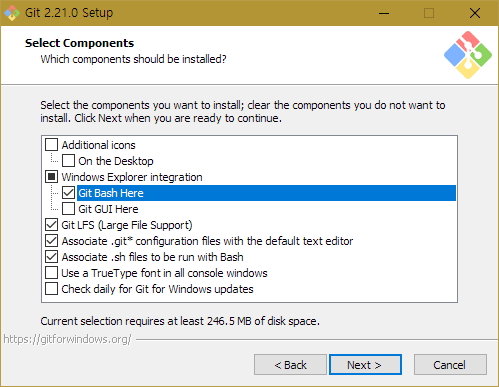 Git 2.21.0 Setup
Select Components
Which components should be installed?
Select the components you want to install; clear the components you do not want to
install. Click Next when you are ready to continue.
Additional icons
On the Desktop
Windows Explorer integration
Git Bash Here
Git GUI Here
Git LFS (Large File Support)
Associate .git* configuration files with the default text editor
Associate .sh files to be run with Bash
Use a TrueType font in all console windows
Check daily for Git for Windows updates
Current selection requires at least 246.5 MB of disk space.
https://gitforwindows.org/
< Back
Next >
Cancel